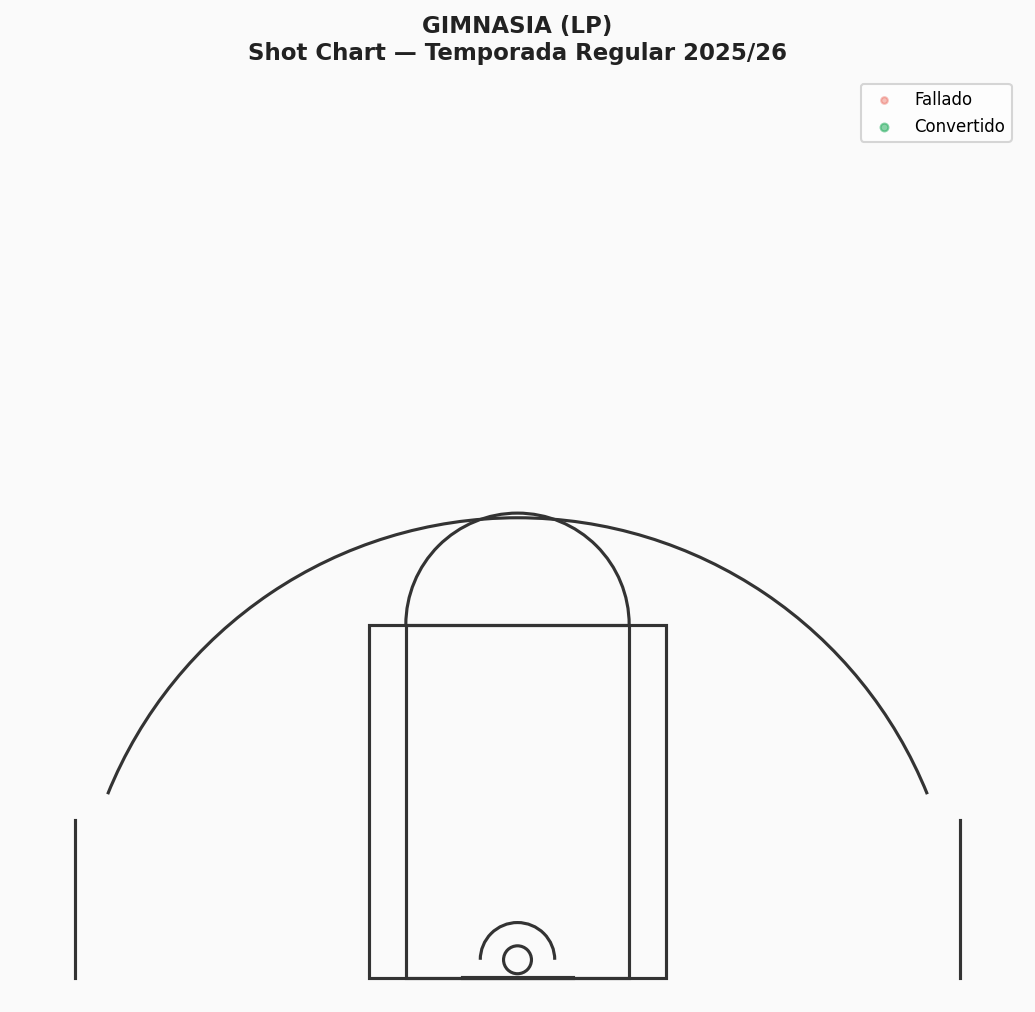 GIMNASIA (LP)
Shot Chart — Temporada Regular 2025/26
Fallado
Convertido